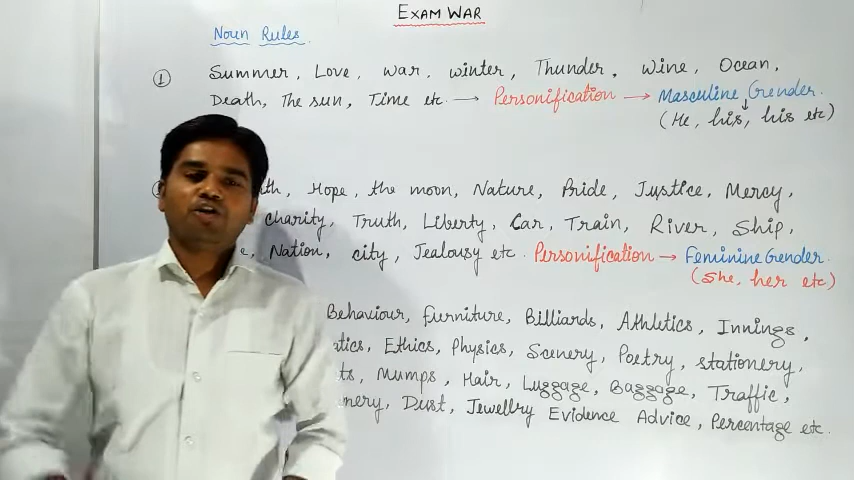 EXAM WAR
Noun Rules
① Summer, Love, war, winter, Thunder, wine, Ocean,
Death, The sun, Time etc → Personification → Masculine Gender.
(He, his, his etc)
Hope, the moon, Nature, Pride, Justice, Mercy,
charity, Truth, Liberty, Car, Train, River, Ship,
Nation, city, Jealousy etc. Personification → Feminine Gender.
(She, her etc)
Behaviour, furniture, Billiards, Athletics, Innings,
Ethics, Physics, Scenery, Poetry, stationery,
Mumps, Hair, Luggage, Baggage, Traffic,
Dust, Jewellry Evidence Advice, Percentage etc.